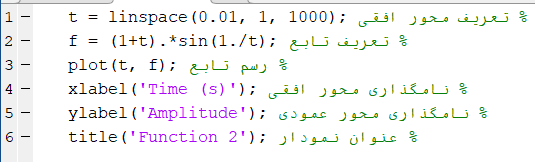 1 - t = linspace(0.01, 1, 1000); % تعریف محور افقی
2 - f = (1+t).*sin(1./t); % تعریف تابع
3 - plot(t, f); % رسم تابع
4 - xlabel('Time (s)'); % نامگذاری محور افقی
5 - ylabel('Amplitude'); % نامگذاری محور عمودی
6 - title('Function 2'); % عنوان نمودار